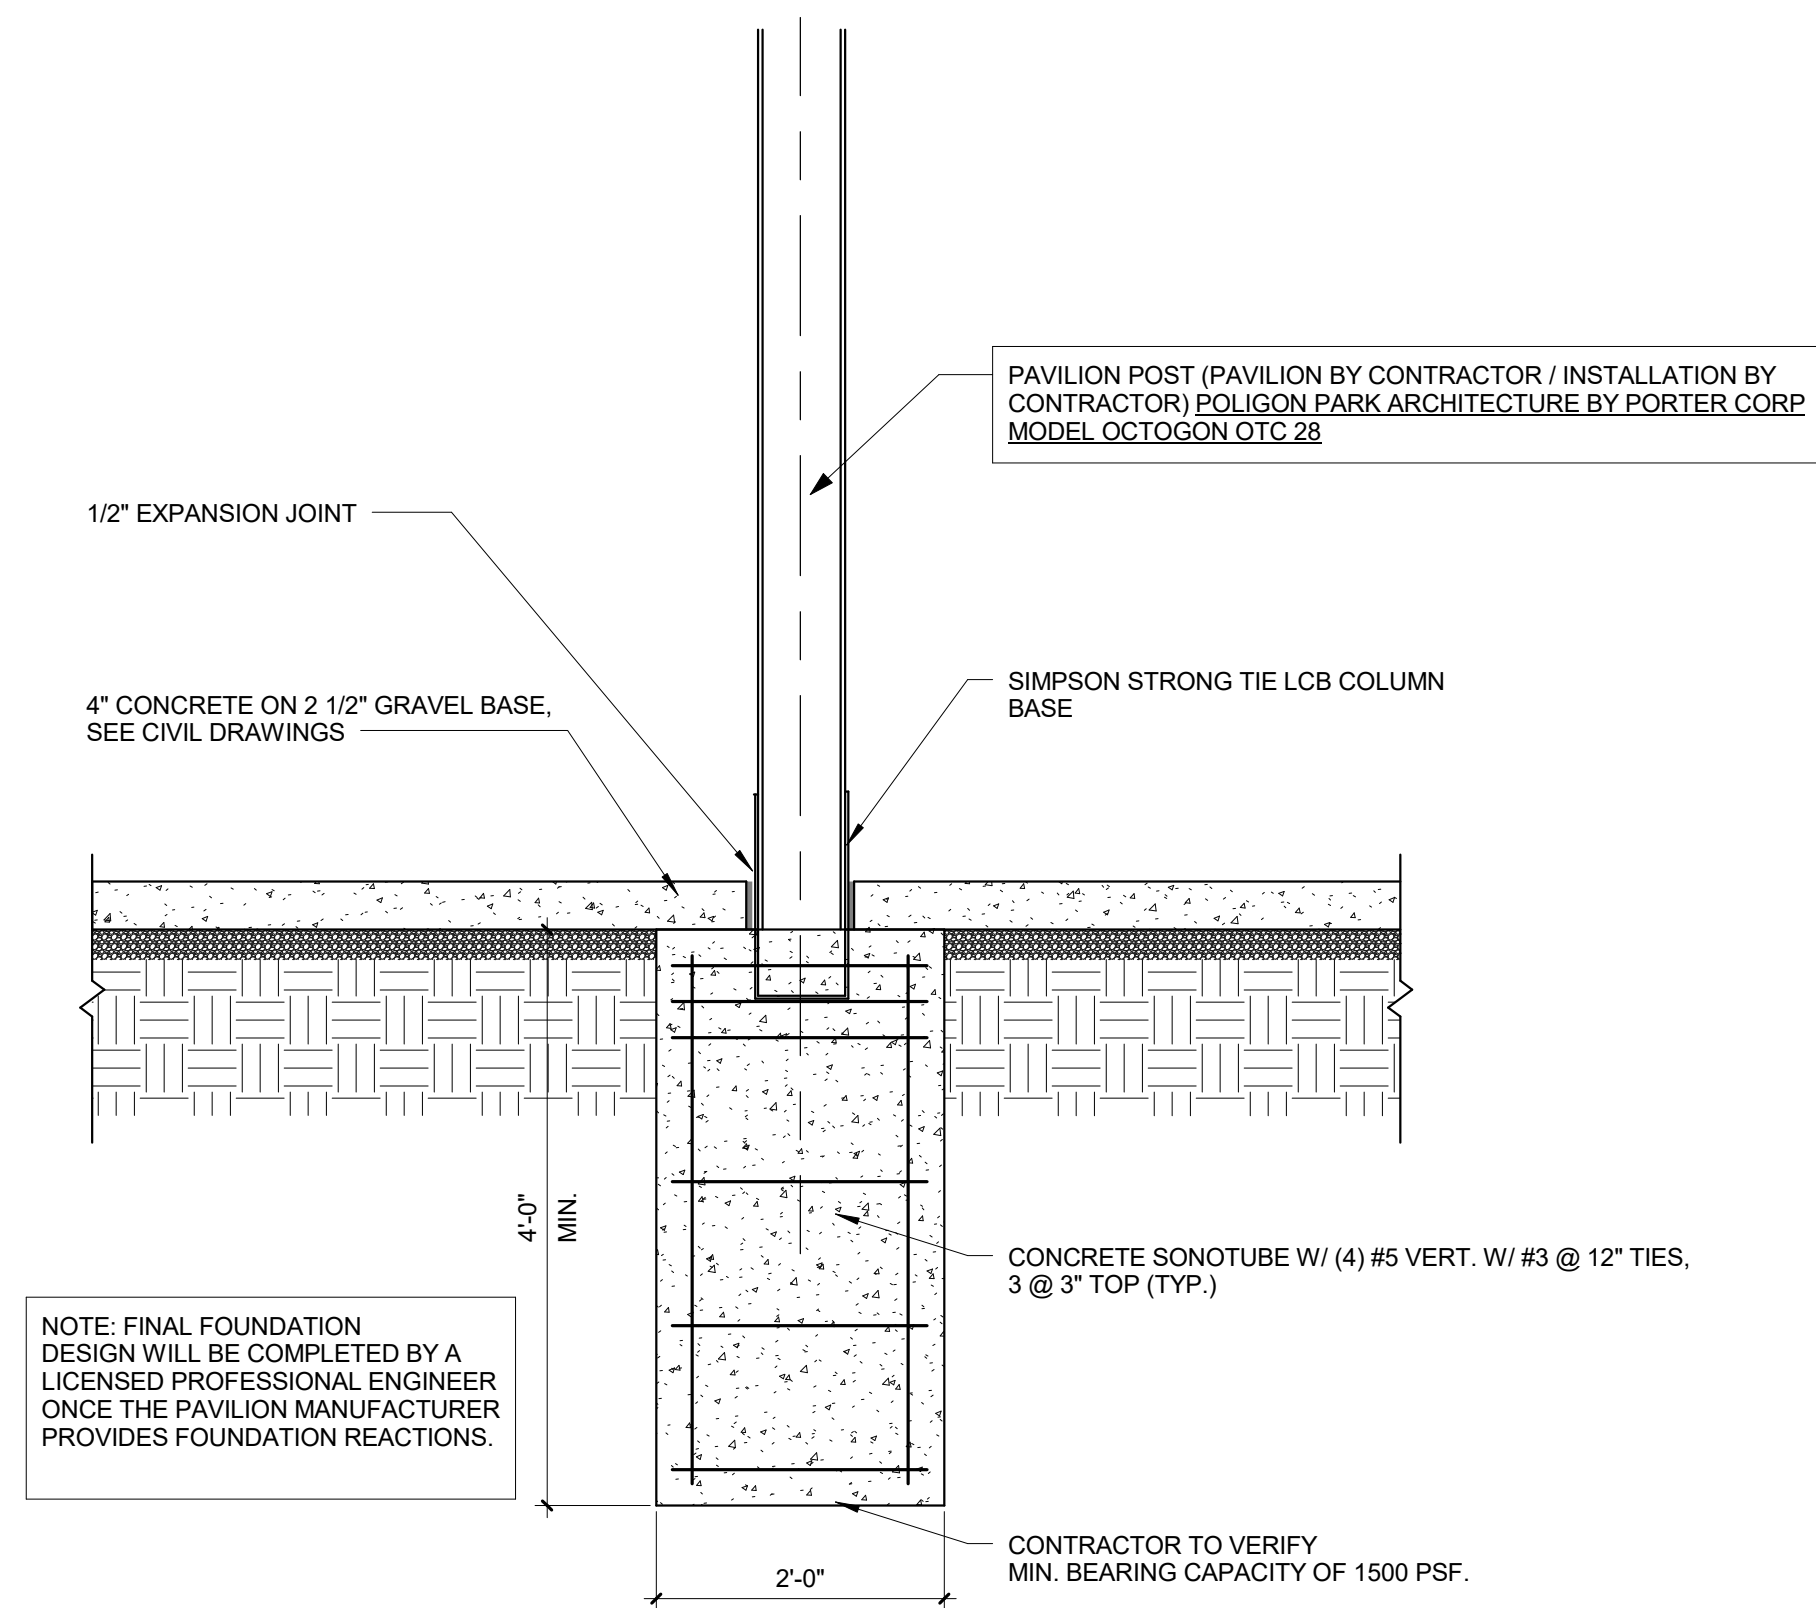 PAVILION POST (PAVILION BY CONTRACTOR / INSTALLATION BY
CONTRACTOR) POLIGON PARK ARCHITECTURE BY PORTER CORP
MODEL OCTOGON OTC 28
1/2" EXPANSION JOINT
4" CONCRETE ON 2 1/2" GRAVEL BASE,
SEE CIVIL DRAWINGS
SIMPSON STRONG TIE LCB COLUMN
BASE
4'-0"
MIN.
CONCRETE SONOTUBE W/ (4) #5 VERT. W/ #3 @ 12" TIES,
3 @ 3" TOP (TYP.)
NOTE: FINAL FOUNDATION
DESIGN WILL BE COMPLETED BY A
LICENSED PROFESSIONAL ENGINEER
ONCE THE PAVILION MANUFACTURER
PROVIDES FOUNDATION REACTIONS.
CONTRACTOR TO VERIFY
MIN. BEARING CAPACITY OF 1500 PSF.
2'-0"